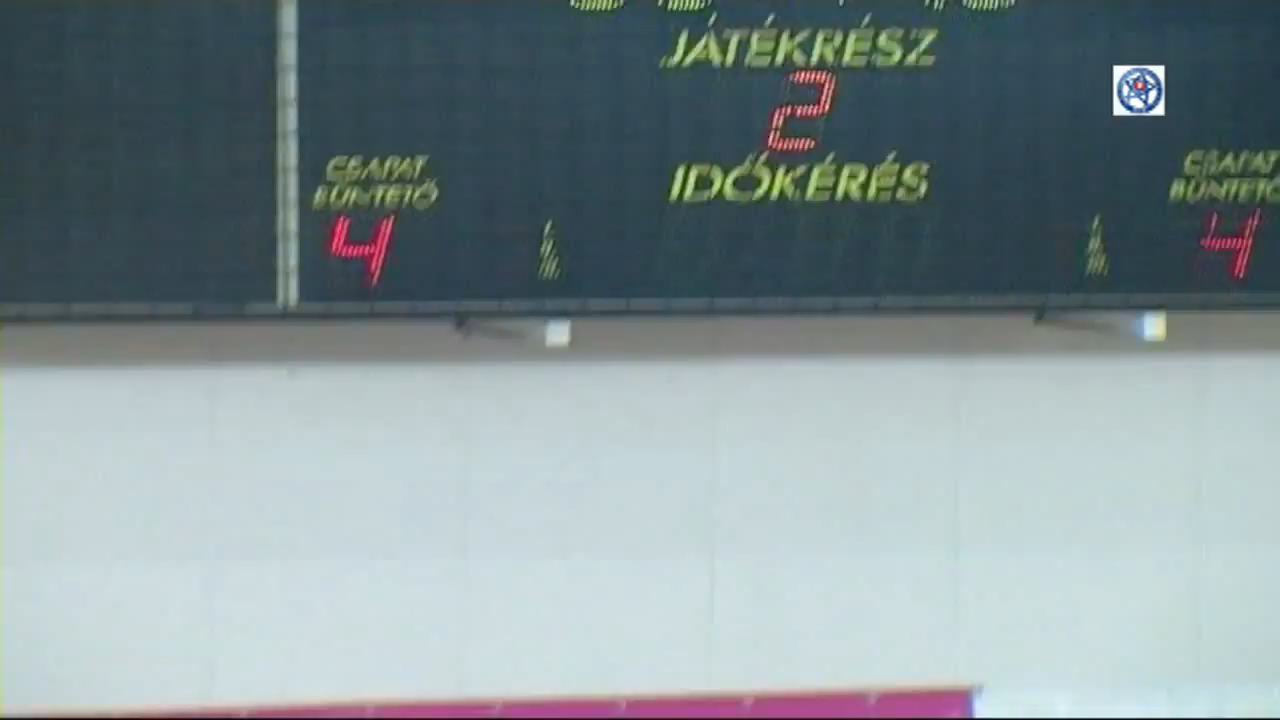 JÁTÉKRÉSZ
2
IDŐKÉRÉS
CSAPAT
BÜNTETŐ
4
CSAPAT
BÜNTETŐ
4